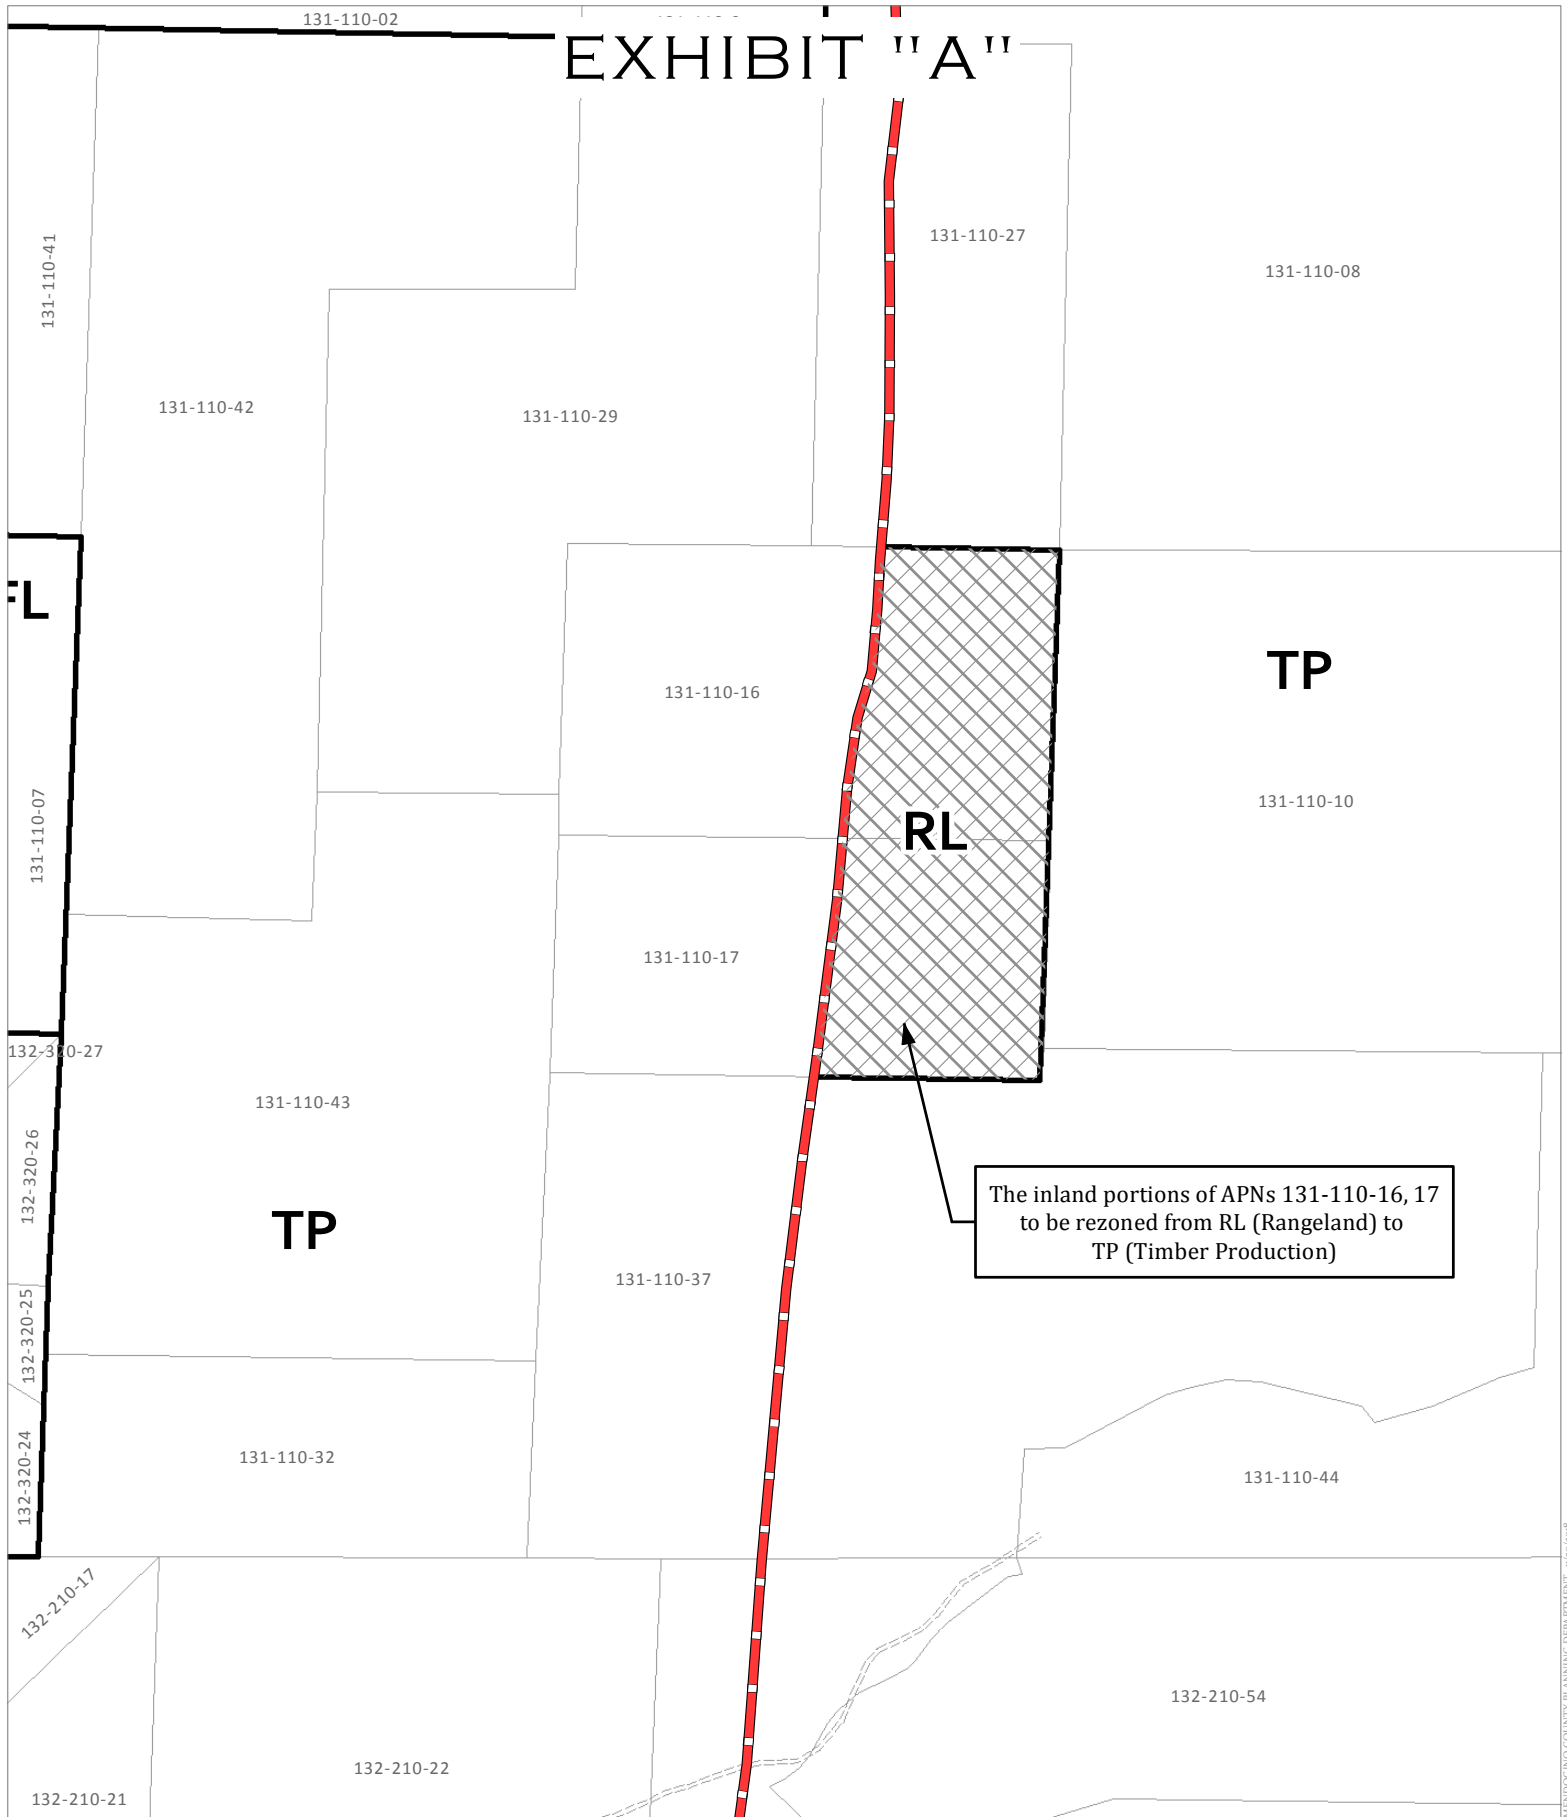 131-110-02
EXHIBIT "A"
131-110-41
131-110-27
131-110-08
131-110-42
131-110-29
FL
TP
131-110-16
131-110-07
RL
131-110-10
131-110-17
132-320-27
131-110-43
132-320-26
The inland portions of APNs 131-110-16, 17
to be rezoned from RL (Rangeland) to
TP (Timber Production)
TP
131-110-37
132-320-25
131-110-32
132-320-24
131-110-44
132-210-17
132-210-54
132-210-22
132-210-21
MENDOCINO COUNTY PLANNING DEPARTMENT